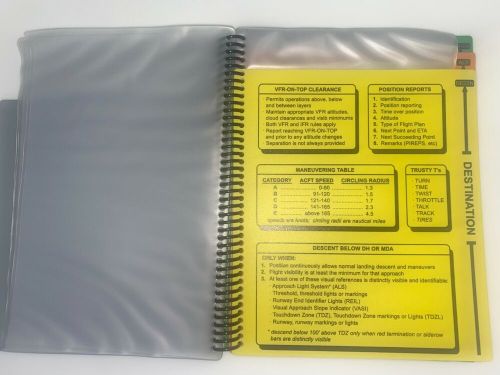 VFR-ON-TOP CLEARANCE
· Permits operations above, below
and between layers
· Maintain appropriate VFR altitudes,
cloud clearances and visib minimums
· Both VFR and IFR rules apply
· Report reaching VFR-ON-TOP
and prior to any altitude changes
· Separation is not always provided
POSITION REPORTS
1. Identification
2. Position reporting
3. Time over position
4. Altitude
5. Type of Flight Plan
6. Next Point and ETA
7. Next Succeeding Point
8. Remarks (PIREPS, etc)
MANEUVERING TABLE
CATEGORY ACFT SPEED CIRCLING RADIUS
A 0-90 1.3
B 91-120 1.5
C 121-140 1.7
D 141-165 2.3
E above 165 4.5
speeds are knots; circling radii are nautical miles
TRUSTY T's
· TURN
· TIME
· TWIST
· THROTTLE
· TALK
· TRACK
· TIRES
DESCENT BELOW DH OR MDA
ONLY WHEN:
1. Position continuously allows normal landing descent and maneuvers
2. Flight visibility is at least the minimum for that approach
3. At least one of these visual references is distinctly visible and identifiable:
- Approach Light System* (ALS)
- Threshold, threshold lights or markings
- Runway End Identifier Lights (REIL)
- Visual Approach Slope Indicator (VASI)
- Touchdown Zone (TDZ), Touchdown Zone markings or Lights (TDZL)
- Runway, runway markings or lights
* descend below 100' above TDZ only when red termination or siderow
bars are distinctly visible
DESTINATION